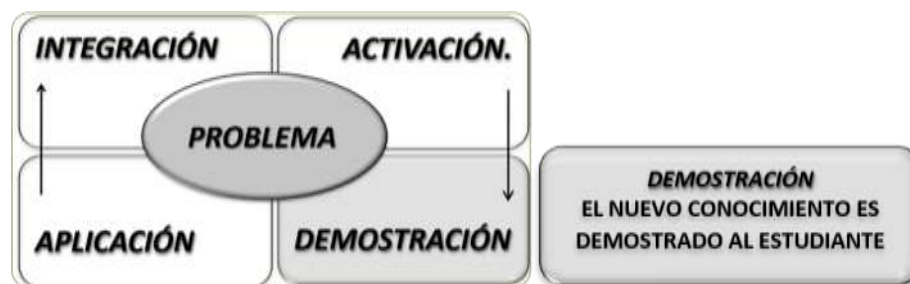 INTEGRACIÓN
ACTIVACIÓN.
PROBLEMA
APLICACIÓN
DEMOSTRACIÓN
DEMOSTRACIÓN
EL NUEVO CONOCIMIENTO ES
DEMOSTRADO AL ESTUDIANTE